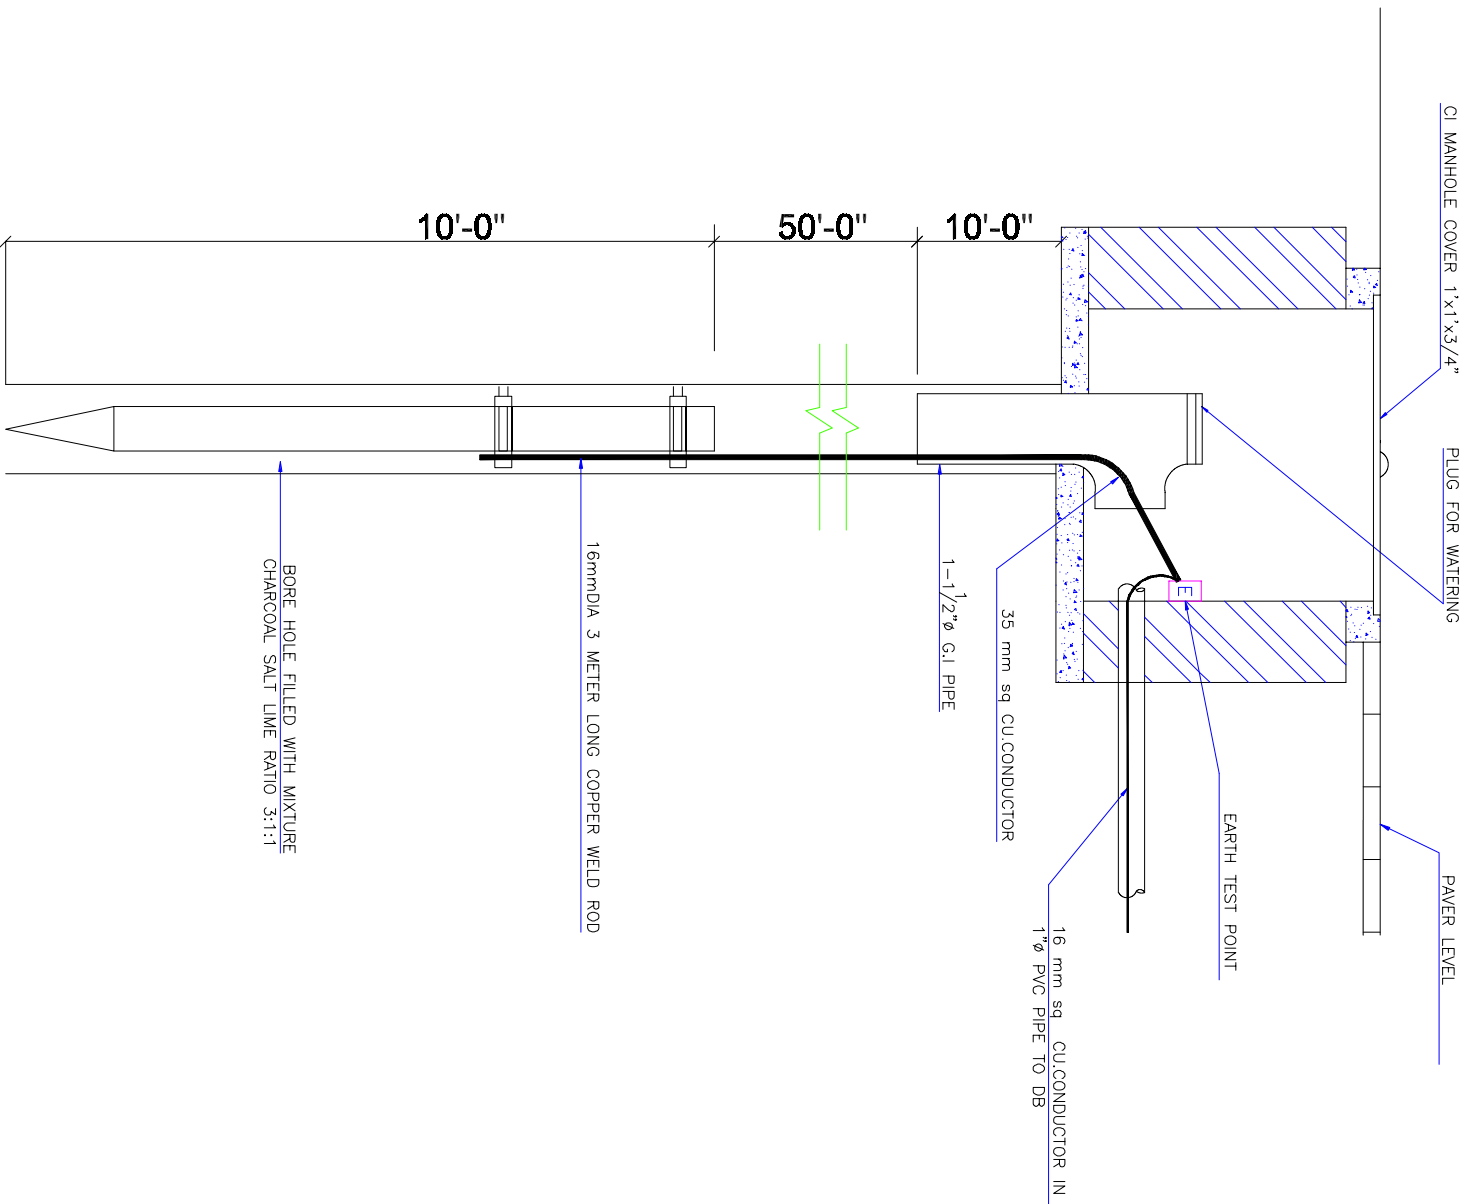 CI MANHOLE COVER 1'x1'x3/4"
PLUG FOR WATERING
PAVER LEVEL
EARTH TEST POINT
E
16 mm sq CU.CONDUCTOR IN
1"ø PVC PIPE TO DB
35 mm sq CU.CONDUCTOR
1-1/2"ø G.I PIPE
16mmDIA 3 METER LONG COPPER WELD ROD
BORE HOLE FILLED WITH MIXTURE
CHARCOAL SALT LIME RATIO 3:1:1
10'-0"
50'-0"
10'-0"